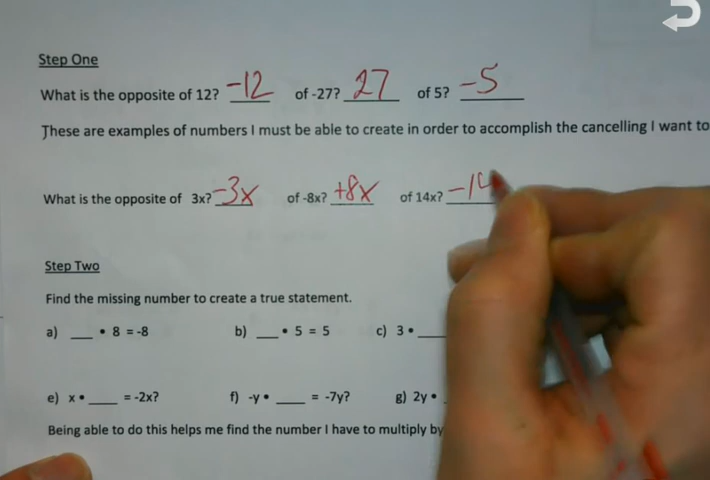 Step One
What is the opposite of 12? -12 of -27? 27 of 5? -5
These are examples of numbers I must be able to create in order to accomplish the cancelling I want to
What is the opposite of 3x? -3x of -8x? +8x of 14x? -14
Step Two
Find the missing number to create a true statement.
a) ___ • 8 = -8 b) ___ • 5 = 5 c) 3 • ___
e) x • ___ = -2x? f) -y • ___ = -7y? g) 2y •
Being able to do this helps me find the number I have to multiply by